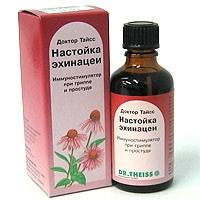 Доктор Тайсс
Настойка
эхинацеи
Иммуностимулятор
при гриппе
и простуде
Доктор Тайсс
Настойка
эхинацеи
Иммуностимулятор
при гриппе
и простуде
DR. THEISS